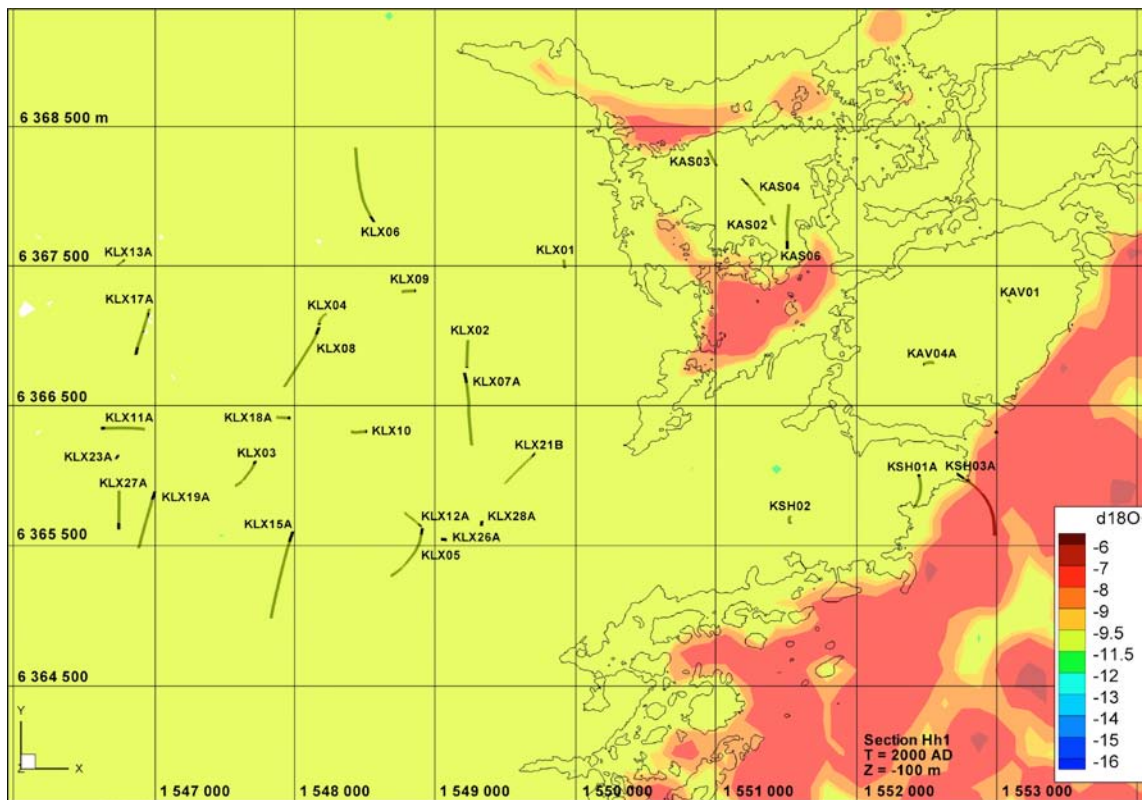 6 368 500 m
KAS03
KAS04
KLX06
KAS02
KLX13A
KLX01
KAS06
6 367 500
KLX09
KLX17A
KLX04
KAV01
KLX02
KLX08
KAV04A
KLX07A
6 366 500
KLX11A
KLX18A
KLX10
KLX21B
KLX23A
KLX03
KSH01A
KSH03A
KLX27A
KLX19A
KLX15A
KLX12A
KLX28A
KSH02
KLX26A
6 365 500
KLX05
d18O
-6
-7
-8
-9
-9.5
-11.5
-12
-13
-14
-15
-16
6 364 500
Y
Z
X
Section Hh1
T = 2000 AD
Z = -100 m
1 547 000
1 548 000
1 549 000
1 550 000
1 551 000
1 552 000
1 553 000